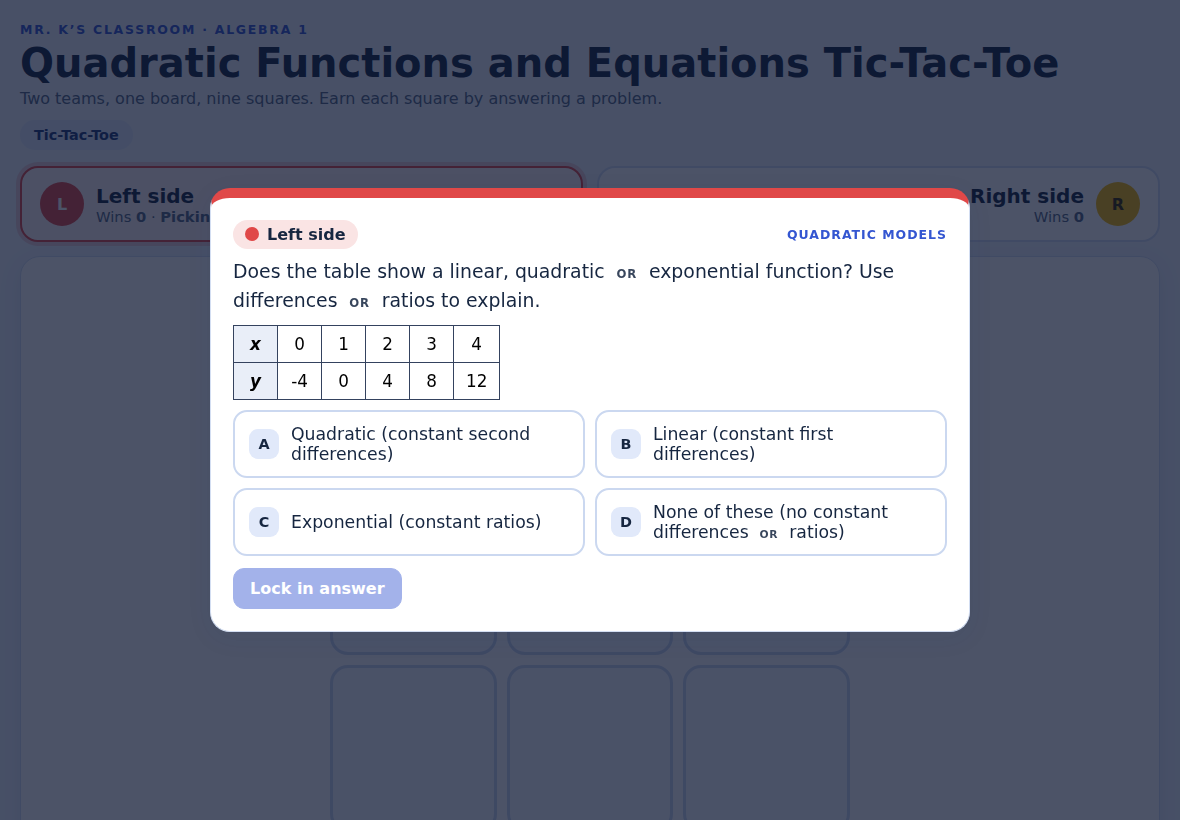 MR. K'S CLASSROOM · ALGEBRA 1
Quadratic Functions and Equations Tic-Tac-Toe
Two teams, one board, nine squares. Earn each square by answering a problem.
Tic-Tac-Toe
L
Left side
Wins 0 · Pickin
Right side
Wins 0
R
Left side
QUADRATIC MODELS
Does the table show a linear, quadratic OR exponential function? Use
differences OR ratios to explain.
x 0 1 2 3 4
y -4 0 4 8 12
A Quadratic (constant second
differences)
B Linear (constant first
differences)
C Exponential (constant ratios)
D None of these (no constant
differences OR ratios)
Lock in answer